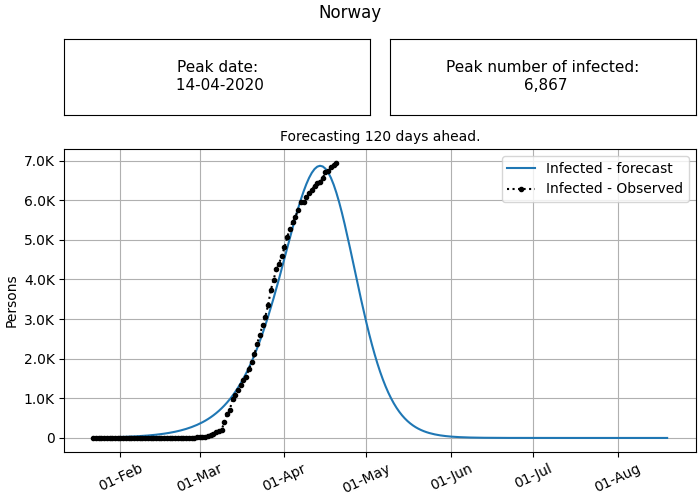 Norway
Peak date:
14-04-2020
Peak number of infected:
6,867
Forecasting 120 days ahead.
Infected - forecast
Infected - Observed
7.0K
6.0K
5.0K
4.0K
3.0K
2.0K
1.0K
0
Persons
01-Feb
01-Mar
01-Apr
01-May
01-Jun
01-Jul
01-Aug